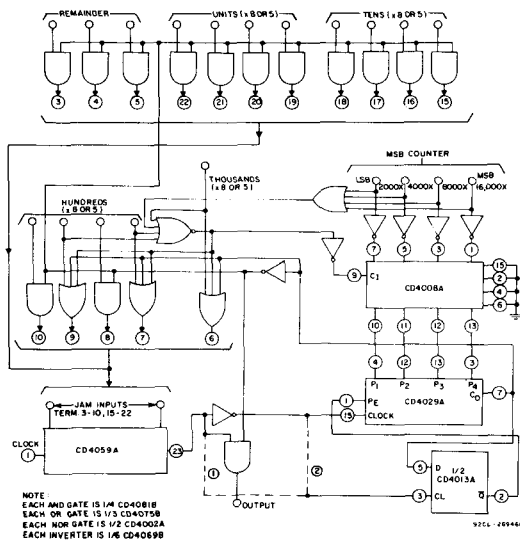 REMAINDER UNITS (x 8 OR 5) TENS (x 8 OR 5)
3 4 5 22 21 20 19 18 17 16 15
MSB COUNTER
THOUSANDS
(x 8 OR 5)
LSB 2000X 4000X 8000X MSB
16,000X
HUNDREDS
(x 8 OR 5)
7 5 3 1
9 CI CD4008A 15
2
4
6
10 9 8 7 6
10 11 12 13
4 12 13 3
P1 P2 P3 P4
1 PE CD4029A CO 7
15 CLOCK
JAM INPUTS
TERM. 3-10, 15-22
CLOCK
1 CD4059A 23
1 2
5 D 1/2
CD4013A
3 CL Q 2
OUTPUT
NOTE:
EACH AND GATE IS 1/4 CD4081B
EACH OR GATE IS 1/3 CD4075B
EACH NOR GATE IS 1/2 CD4002A
EACH INVERTER IS 1/6 CD4069B